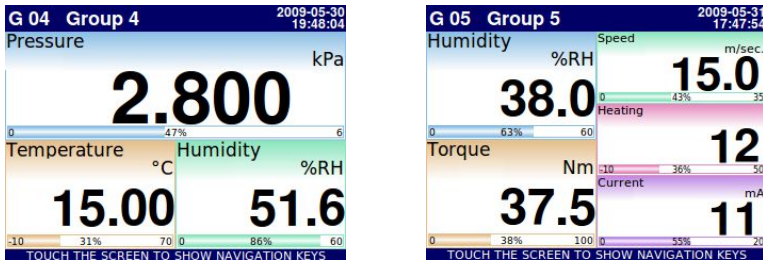 G 04 Group 4
2009-05-30
19:48:04
Pressure
kPa
2.800
0 47% 6
Temperature
°C
15.00
-10 31% 70
Humidity
%RH
51.6
0 86% 60
TOUCH THE SCREEN TO SHOW NAVIGATION KEYS
G 05 Group 5
2009-05-31
17:47:54
Humidity
%RH
38.0
0 63% 60
Torque
Nm
37.5
0 38% 100
Speed
m/sec.
15.0
0 43% 35
Heating
12
-10 36% 50
Current
mA
11
0 55% 20
TOUCH THE SCREEN TO SHOW NAVIGATION KEYS